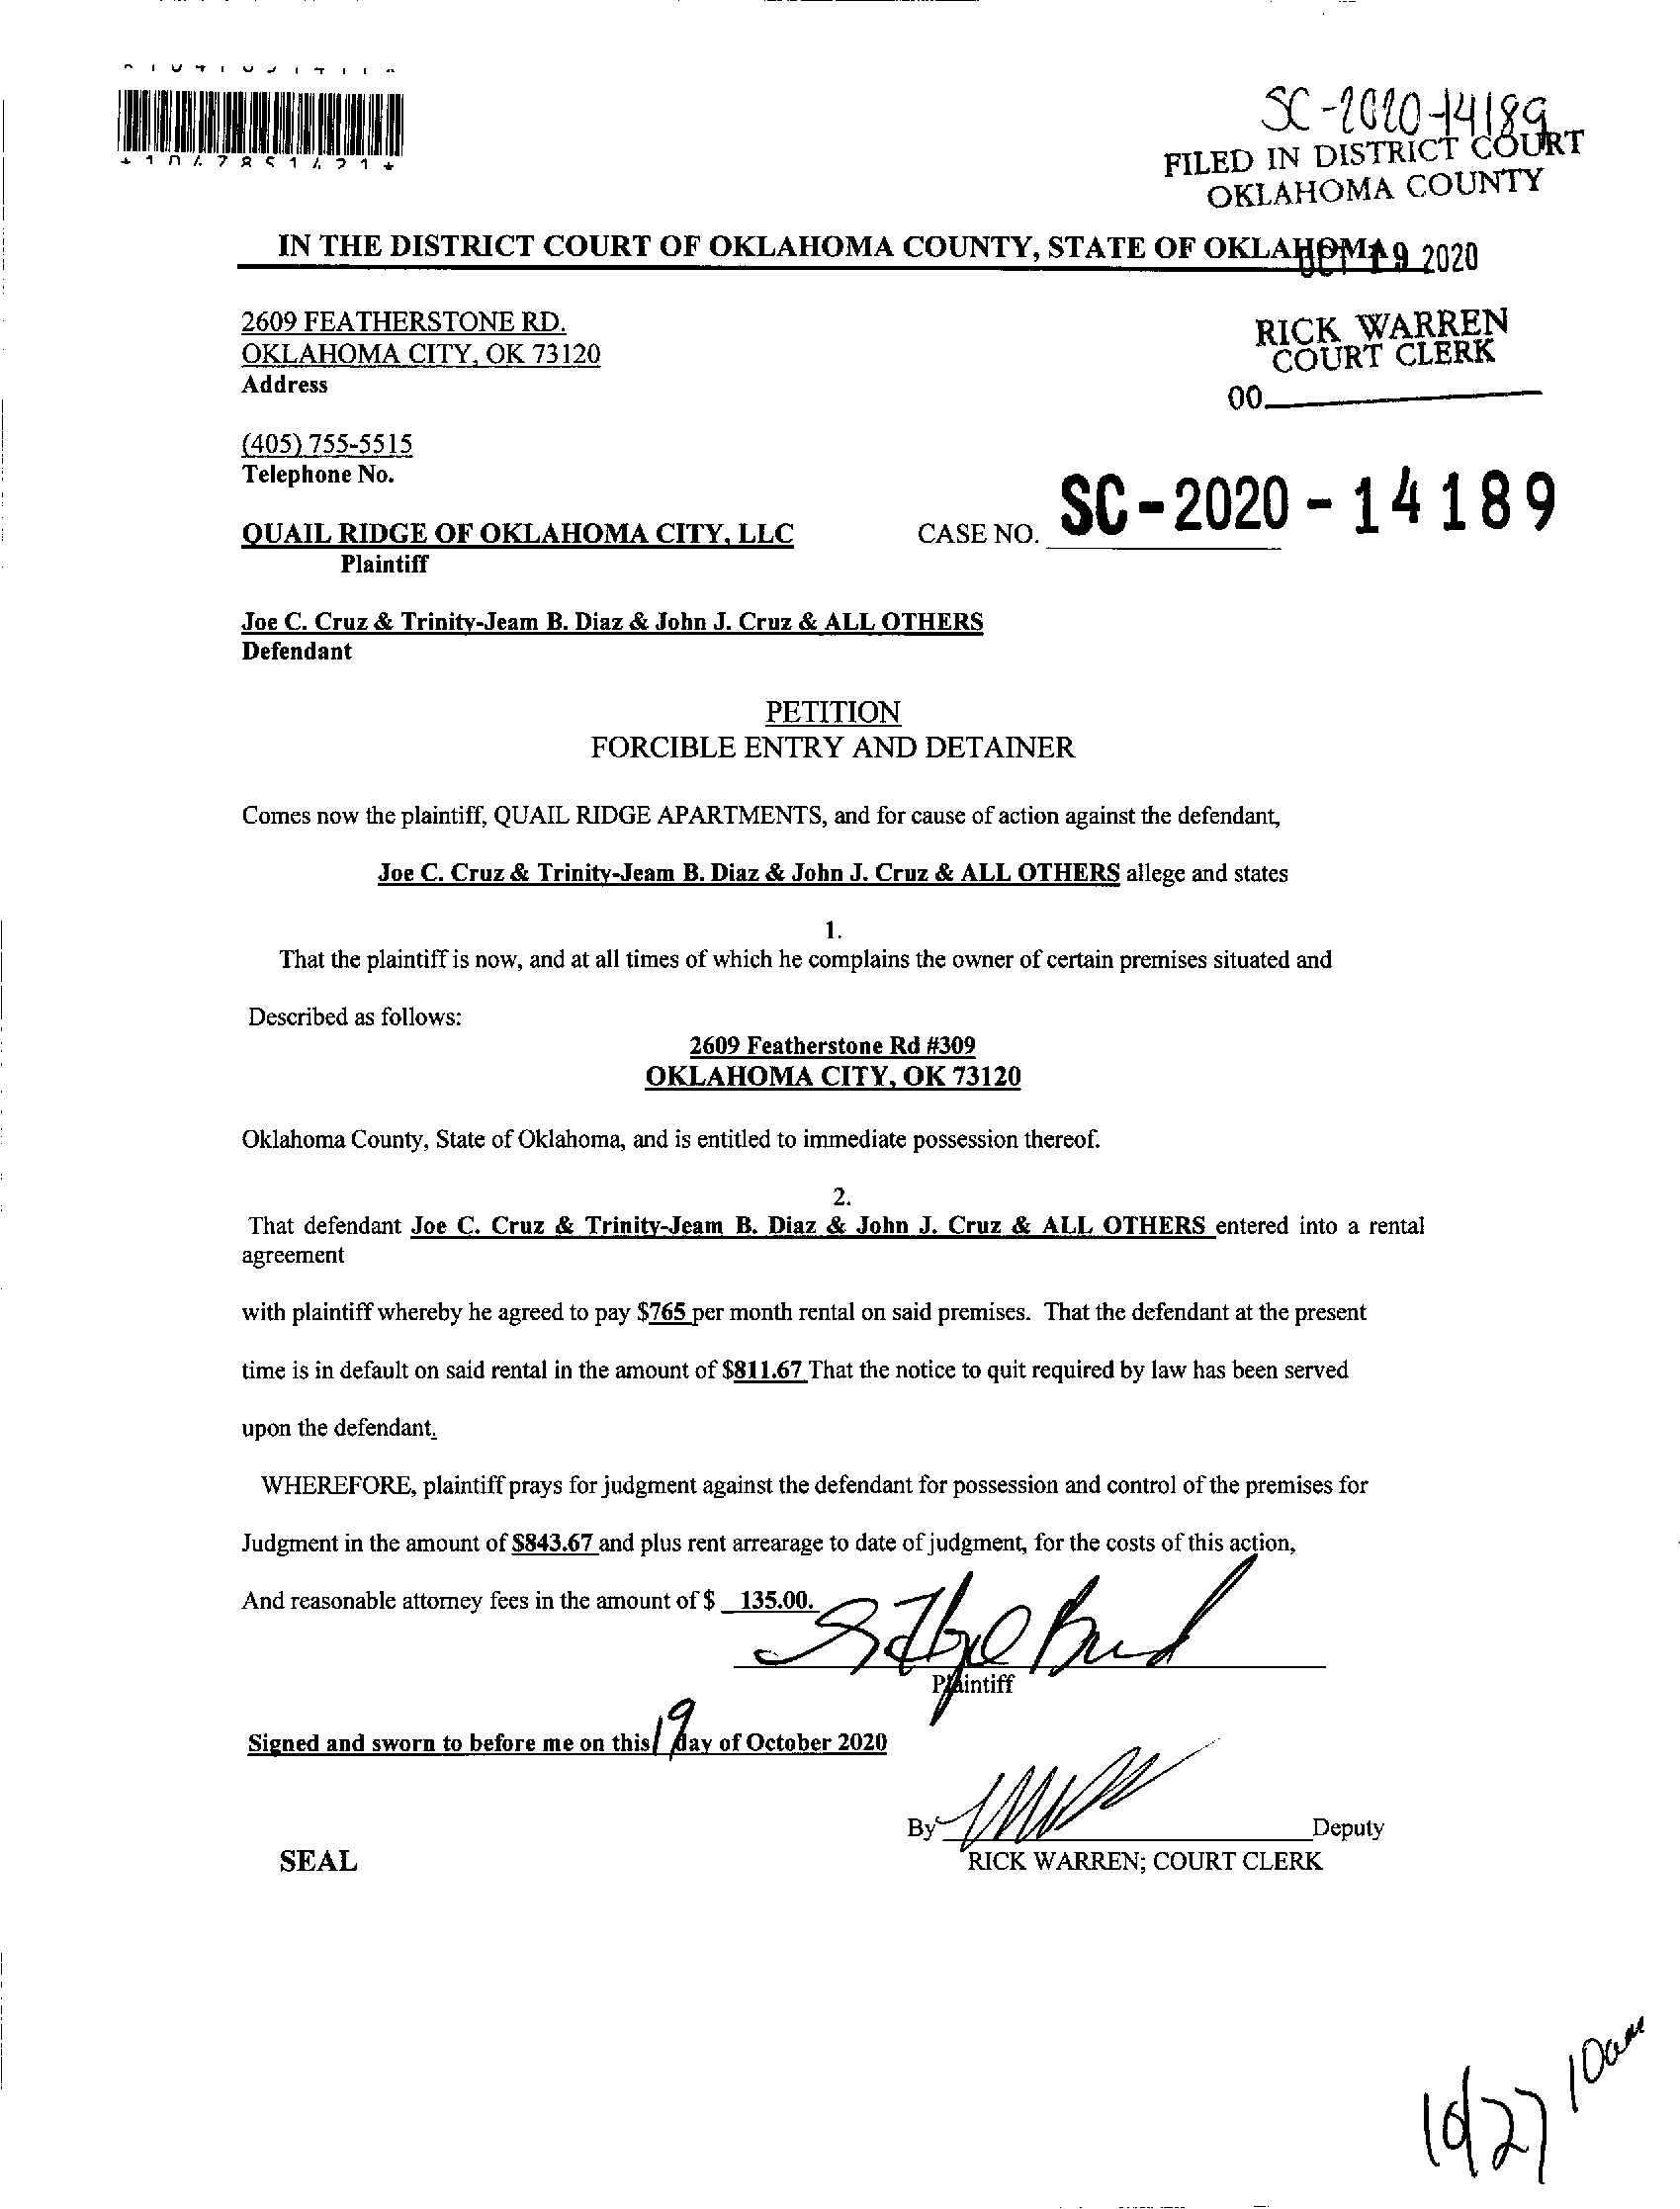 *1047851421*
SC-2020-14189
FILED IN DISTRICT COURT
OKLAHOMA COUNTY
IN THE DISTRICT COURT OF OKLAHOMA COUNTY, STATE OF OKLAHOMA
OCT 19 2020
2609 FEATHERSTONE RD.
OKLAHOMA CITY, OK 73120
Address
RICK WARREN
COURT CLERK
00
(405) 755-5515
Telephone No.
QUAIL RIDGE OF OKLAHOMA CITY, LLC
Plaintiff
CASE NO. SC-2020-14189
Joe C. Cruz & Trinity-Jeam B. Diaz & John J. Cruz & ALL OTHERS
Defendant
PETITION
FORCIBLE ENTRY AND DETAINER
Comes now the plaintiff, QUAIL RIDGE APARTMENTS, and for cause of action against the defendant,
Joe C. Cruz & Trinity-Jeam B. Diaz & John J. Cruz & ALL OTHERS allege and states
1.
That the plaintiff is now, and at all times of which he complains the owner of certain premises situated and
Described as follows:
2609 Featherstone Rd #309
OKLAHOMA CITY, OK 73120
Oklahoma County, State of Oklahoma, and is entitled to immediate possession thereof.
2.
That defendant Joe C. Cruz & Trinity-Jeam B. Diaz & John J. Cruz & ALL OTHERS entered into a rental
agreement
with plaintiff whereby he agreed to pay $765 per month rental on said premises. That the defendant at the present
time is in default on said rental in the amount of $811.67 That the notice to quit required by law has been served
upon the defendant.
WHEREFORE, plaintiff prays for judgment against the defendant for possession and control of the premises for
Judgment in the amount of $843.67 and plus rent arrearage to date of judgment, for the costs of this action,
And reasonable attorney fees in the amount of $ 135.00.
Plaintiff
Signed and sworn to before me on this 19 day of October 2020
By Deputy
SEAL
RICK WARREN; COURT CLERK
10/27 10am